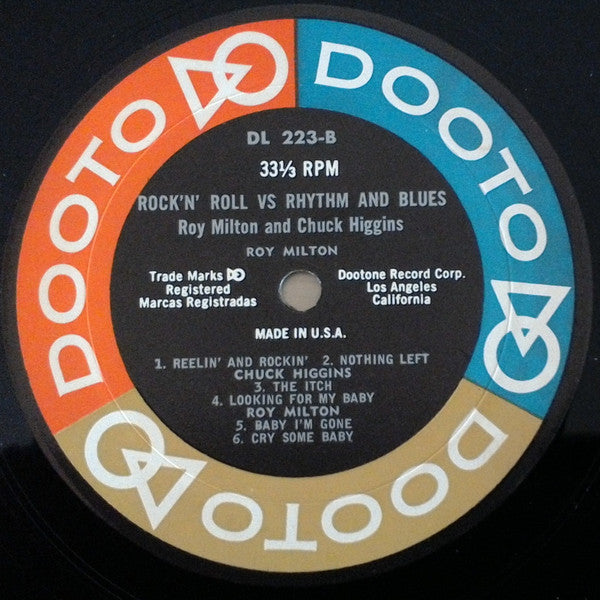 DOOTO
DOOTO
DOOTO
DL 223-B
33⅓ RPM
ROCK'N' ROLL VS RHYTHM AND BLUES
Roy Milton and Chuck Higgins
ROY MILTON
Trade Marks DO
Registered
Marcas Registradas
Dootone Record Corp.
Los Angeles
California
MADE IN U.S.A.
1. REELIN' AND ROCKIN' 2. NOTHING LEFT
CHUCK HIGGINS
3. THE ITCH
4. LOOKING FOR MY BABY
ROY MILTON
5. BABY I'M GONE
6. CRY SOME BABY